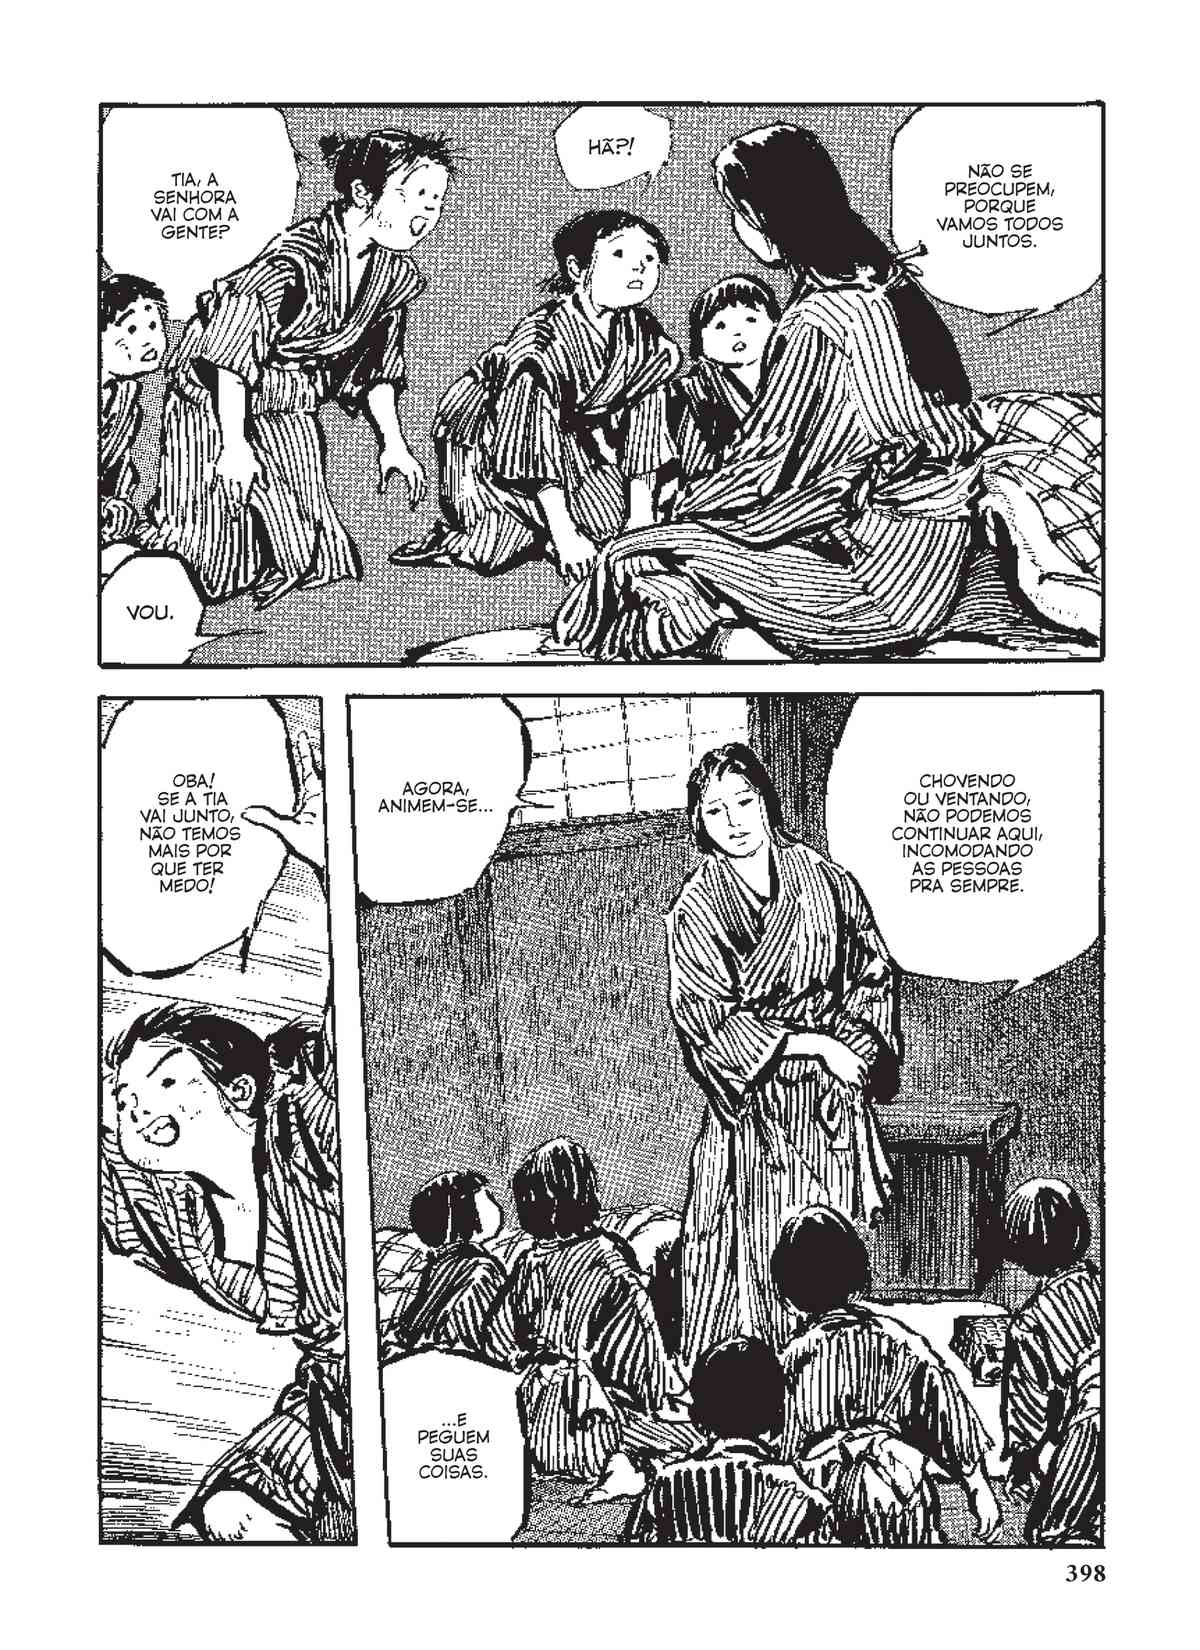 NÃO SE
PREOCUPEM,
PORQUE
VAMOS TODOS
JUNTOS.
HÃ?!
TIA, A
SENHORA
VAI COM A
GENTE?
VOU.
CHOVENDO
OU VENTANDO,
NÃO PODEMOS
CONTINUAR AQUI,
INCOMODANDO
AS PESSOAS
PRA SEMPRE.
AGORA,
ANIMEM-SE...
...E
PEGUEM
SUAS
COISAS.
OBA!
SE A TIA
VAI JUNTO,
NÃO TEMOS
MAIS POR
QUE TER
MEDO!
398